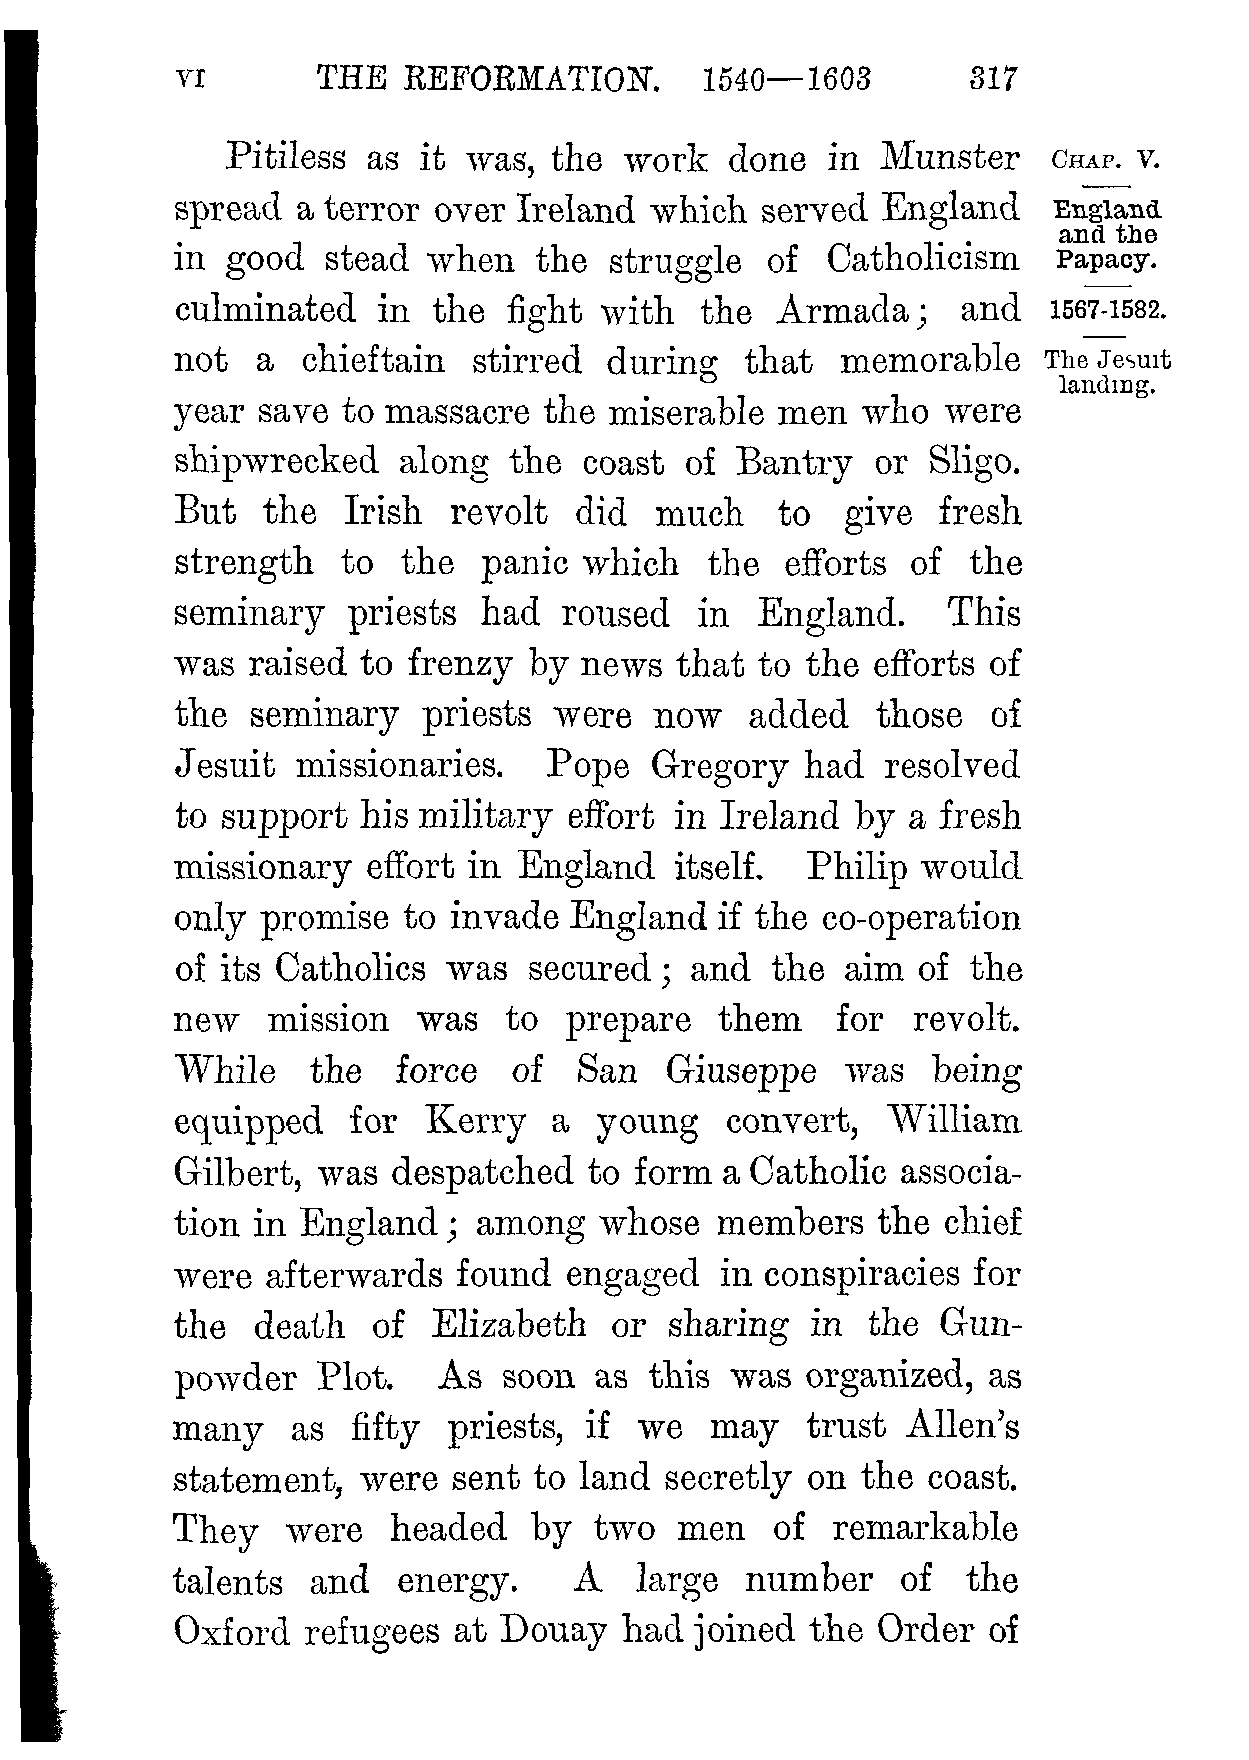 VI THE REFORMATION. 1540—1603 317
Pitiless as it was, the work done in Munster
spread a terror over Ireland which served England
in good stead when the struggle of Catholicism
culminated in the fight with the Armada; and
not a chieftain stirred during that memorable
year save to massacre the miserable men who were
shipwrecked along the coast of Bantry or Sligo.
But the Irish revolt did much to give fresh
strength to the panic which the efforts of the
seminary priests had roused in England. This
was raised to frenzy by news that to the efforts of
the seminary priests were now added those of
Jesuit missionaries. Pope Gregory had resolved
to support his military effort in Ireland by a fresh
missionary effort in England itself. Philip would
only promise to invade England if the co-operation
of its Catholics was secured; and the aim of the
new mission was to prepare them for revolt.
While the force of San Giuseppe was being
equipped for Kerry a young convert, William
Gilbert, was despatched to form a Catholic associa-
tion in England; among whose members the chief
were afterwards found engaged in conspiracies for
the death of Elizabeth or sharing in the Gun-
powder Plot. As soon as this was organized, as
many as fifty priests, if we may trust Allen's
statement, were sent to land secretly on the coast.
They were headed by two men of remarkable
talents and energy. A large number of the
Oxford refugees at Douay had joined the Order of
CHAP. V.
England
and the
Papacy.
1567-1582.
The Jesuit
landing.